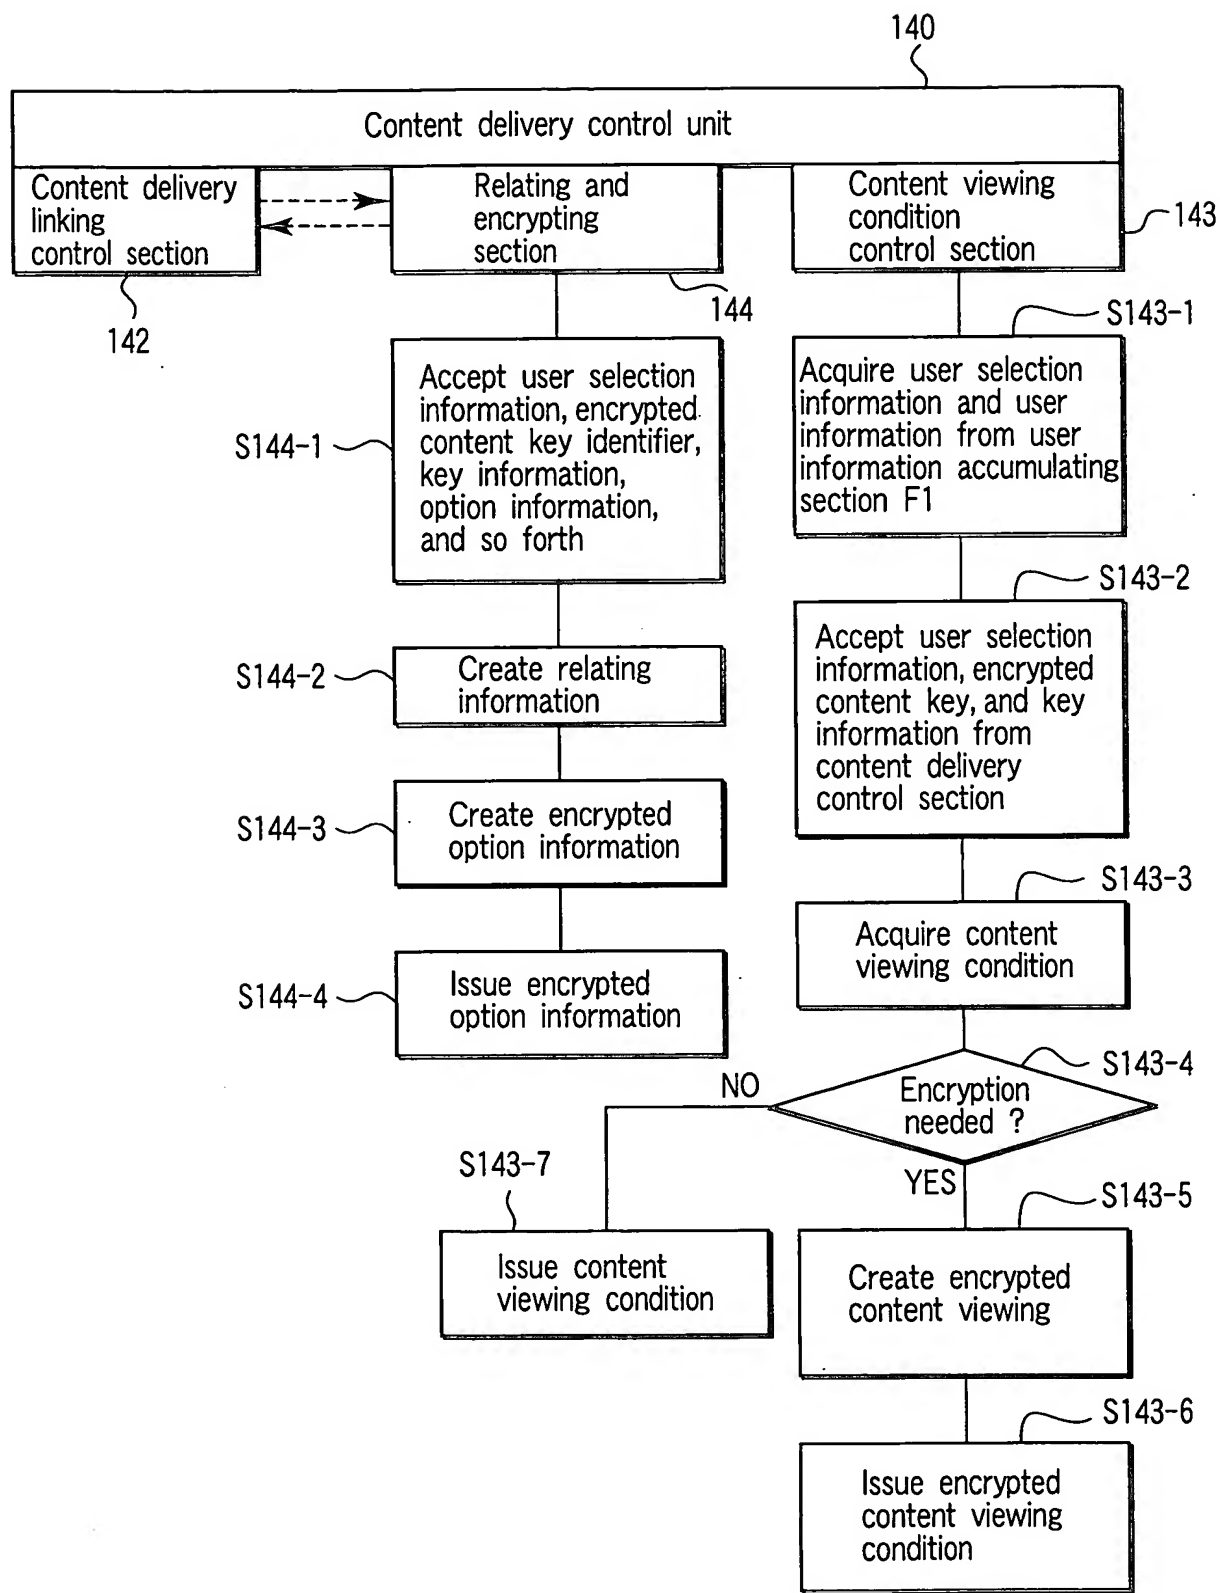 140
Content delivery control unit
Content delivery
linking
control section
Relating and
encrypting
section
Content viewing
condition
control section
143
142
144
S143-1
Accept user selection
information, encrypted
content key identifier,
key information,
option information,
and so forth
S144-1
Acquire user selection
information and user
information from user
information accumulating
section F1
S143-2
S144-2
Create relating
information
Accept user selection
information, encrypted
content key, and key
information from
content delivery
control section
S144-3
Create encrypted
option information
S143-3
Acquire content
viewing condition
S144-4
Issue encrypted
option information
S143-4
NO
Encryption
needed ?
YES
S143-7
S143-5
Issue content
viewing condition
Create encrypted
content viewing
S143-6
Issue encrypted
content viewing
condition